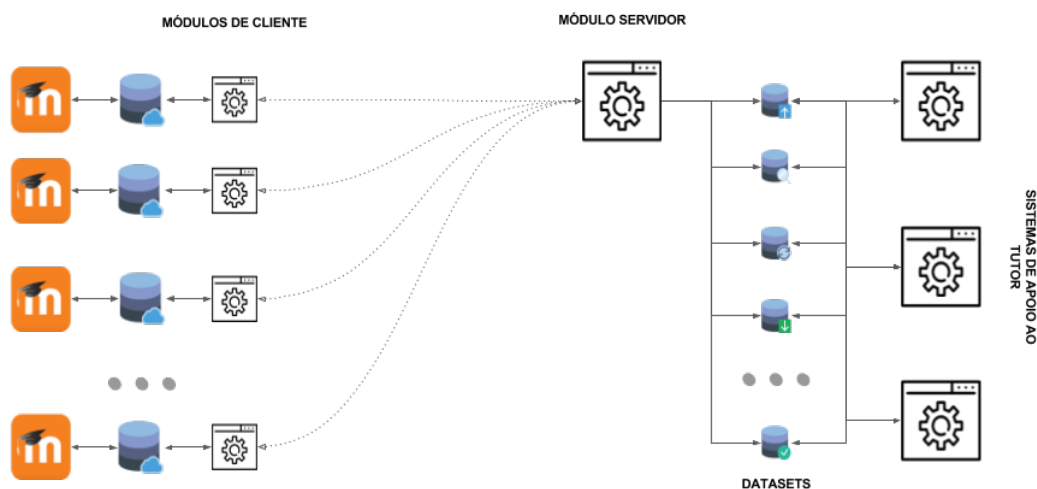 MÓDULOS DE CLIENTE
MÓDULO SERVIDOR
m
m
m
m
SISTEMAS DE APOIO AO
TUTOR
DATASETS